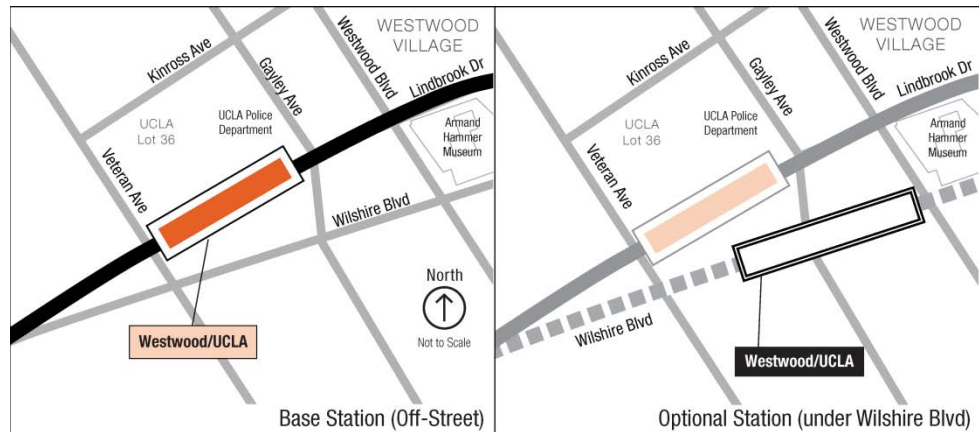 WESTWOOD
VILLAGE
Kinross Ave
Gayley Ave
Westwood Blvd
Lindbrook Dr
UCLA
Lot 36
UCLA Police
Department
Armand
Hammer
Museum
Veteran Ave
Wilshire Blvd
North
Not to Scale
Westwood/UCLA
Base Station (Off-Street)
WESTWOOD
VILLAGE
Kinross Ave
Gayley Ave
Westwood Blvd
Lindbrook Dr
UCLA
Lot 36
UCLA Police
Department
Armand
Hammer
Museum
Veteran Ave
Wilshire Blvd
Westwood/UCLA
Optional Station (under Wilshire Blvd)